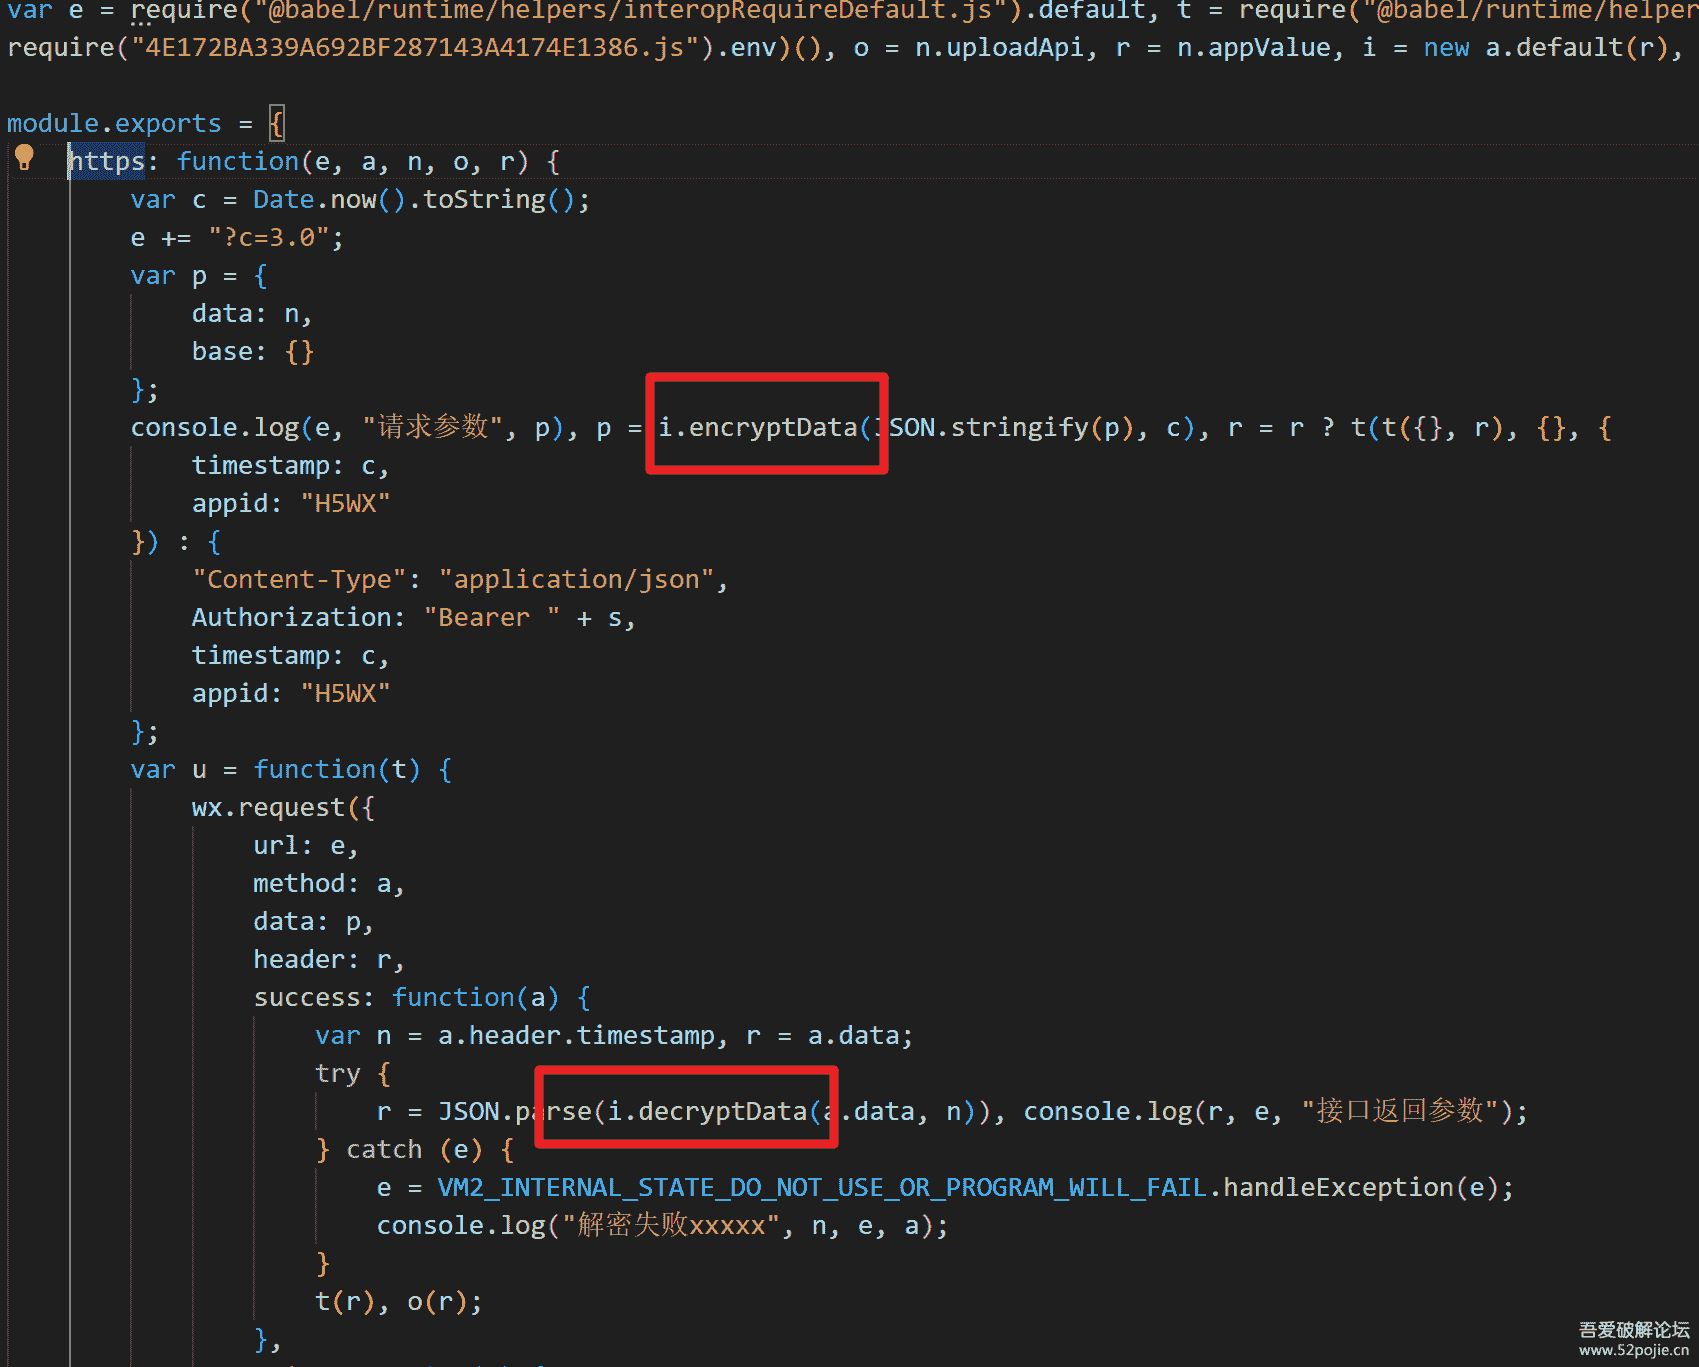 var e = require("@babel/runtime/helpers/interopRequireDefault.js").default, t = require("@babel/runtime/helper
require("4E172BA339A692BF287143A4174E1386.js").env)(), o = n.uploadApi, r = n.appValue, i = new a.default(r),
module.exports = {
https: function(e, a, n, o, r) {
var c = Date.now().toString();
e += "?c=3.0";
var p = {
data: n,
base: {}
};
console.log(e, "请求参数", p), p = i.encryptData(JSON.stringify(p), c), r = r ? t(t({}, r), {}, {
timestamp: c,
appid: "H5WX"
}) : {
"Content-Type": "application/json",
Authorization: "Bearer " + s,
timestamp: c,
appid: "H5WX"
};
var u = function(t) {
wx.request({
url: e,
method: a,
data: p,
header: r,
success: function(a) {
var n = a.header.timestamp, r = a.data;
try {
r = JSON.parse(i.decryptData(a.data, n)), console.log(r, e, "接口返回参数");
} catch (e) {
e = VM2_INTERNAL_STATE_DO_NOT_USE_OR_PROGRAM_WILL_FAIL.handleException(e);
console.log("解密失败xxxxx", n, e, a);
}
t(r), o(r);
},
吾爱破解论坛
www.52pojie.cn